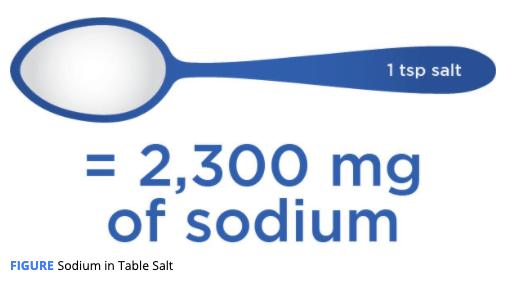 1 tsp salt
= 2,300 mg
of sodium
FIGURE Sodium in Table Salt